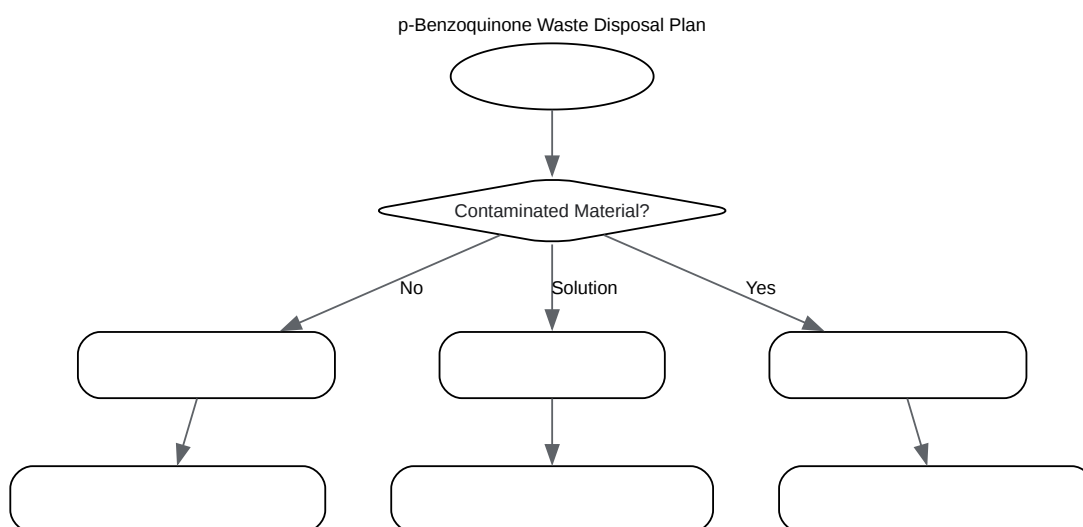 p-Benzoquinone Waste Disposal Plan
Contaminated Material?
No
Solution
Yes